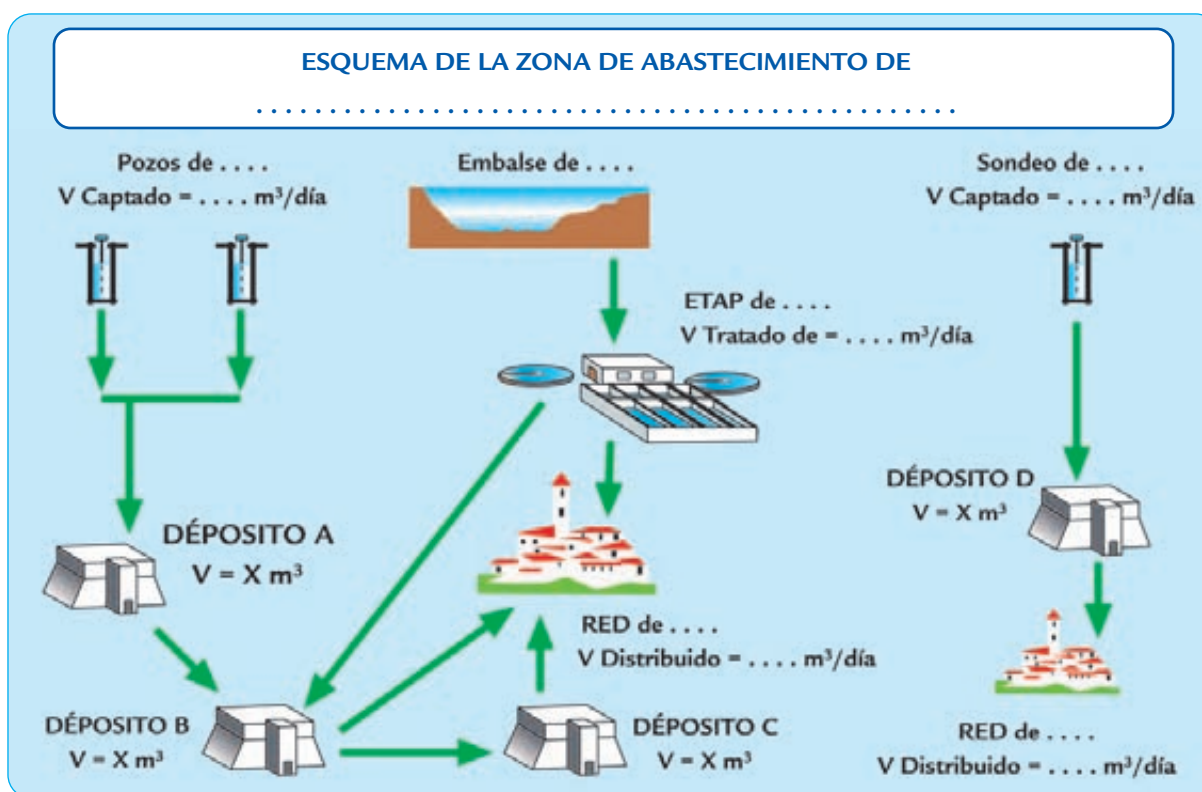 ESQUEMA DE LA ZONA DE ABASTECIMIENTO DE
. . . . . . . . . . . . . . . . . . . . . . . . . . . . . . . . . . . . . . . . . . . . . . . . .
Pozos de . . . .
V Captado = . . . . m³/día
Embalse de . . . .
Sondeo de . . . .
V Captado = . . . . m³/día
ETAP de . . . .
V Tratado de = . . . . m³/día
DÉPOSITO A
V = X m³
DÉPOSITO D
V = X m³
RED de . . . .
V Distribuido = . . . . m³/día
DÉPOSITO B
V = X m³
DÉPOSITO C
V = X m³
RED de . . . .
V Distribuido = . . . . m³/día